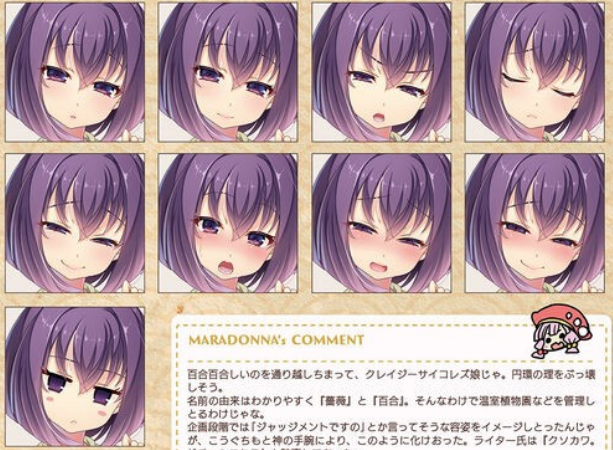 MARADONNA's COMMENT
百合百合しいのを通り越しちまって、クレイジーサイコレズ娘じゃ。円環の理をぶっ壊
しそう。
名前の由来はわかりやすく『薔薇』と『百合』。そんなわけで温室植物園などを管理し
とるわけじゃな。
企画段階では「ジャッジメントですの」とか言ってそうな容姿をイメージしとったんじゃ
が、こうぐちもと神の手腕により、このように化けおった。ライター氏は『クソカワ。